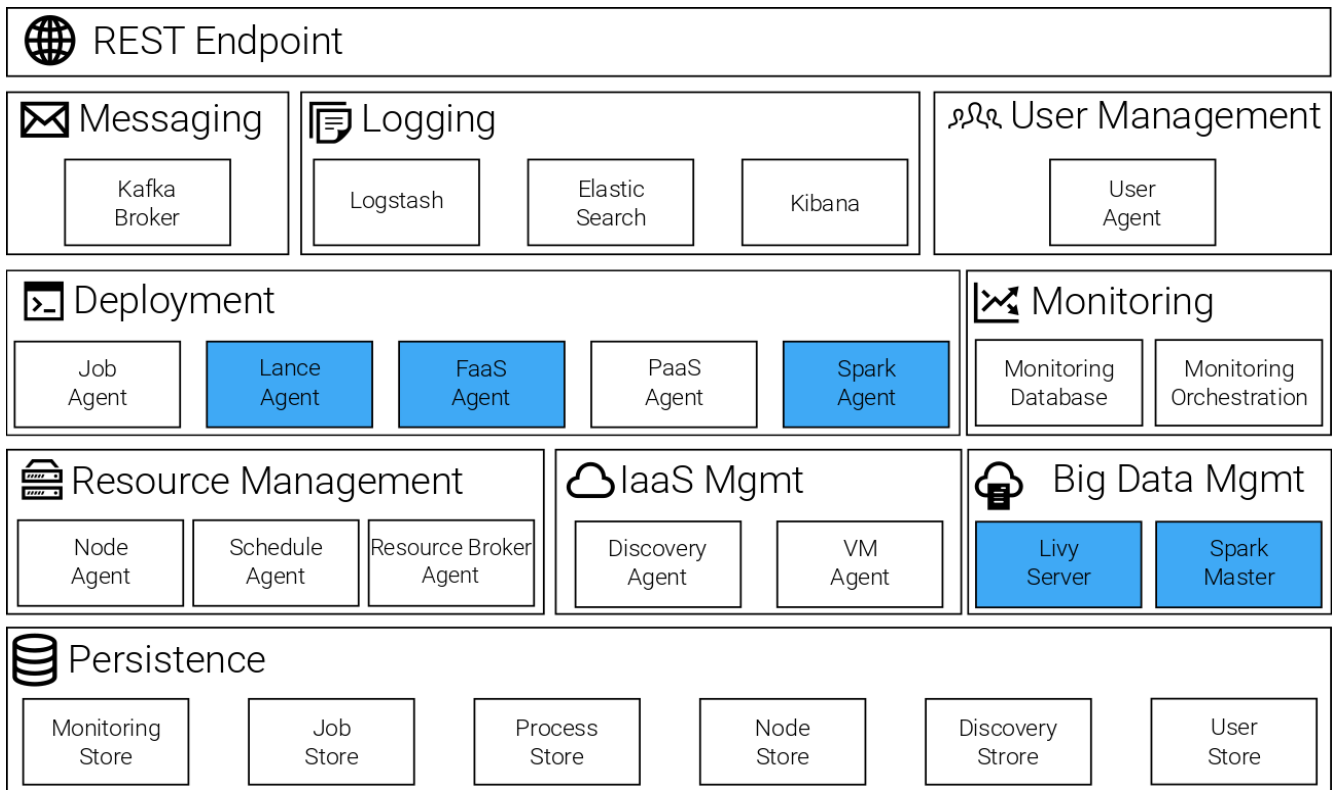 REST Endpoint
Messaging
Kafka
Broker
Logging
Logstash
Elastic
Search
Kibana
User Management
User
Agent
Deployment
Job
Agent
Lance
Agent
FaaS
Agent
PaaS
Agent
Spark
Agent
Monitoring
Monitoring
Database
Monitoring
Orchestration
Resource Management
Node
Agent
Schedule
Agent
Resource Broker
Agent
IaaS Mgmt
Discovery
Agent
VM
Agent
Big Data Mgmt
Livy
Server
Spark
Master
Persistence
Monitoring
Store
Job
Store
Process
Store
Node
Store
Discovery
Strore
User
Store